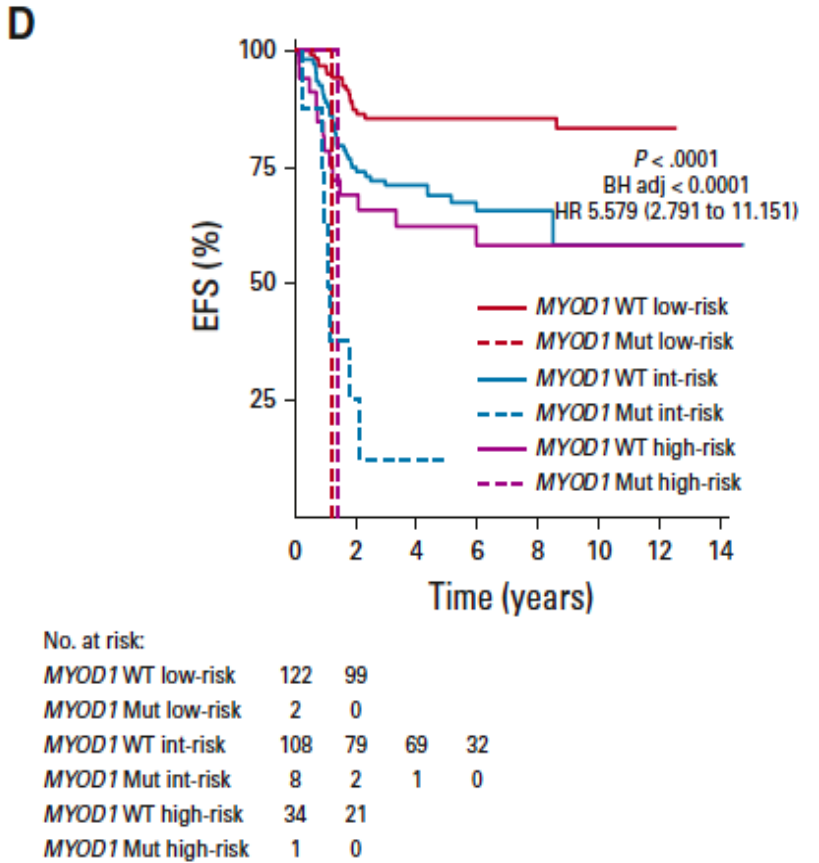 D
100
75
50
25
EFS (%)
P < .0001
BH adj < 0.0001
HR 5.579 (2.791 to 11.151)
MYOD1 WT low-risk
MYOD1 Mut low-risk
MYOD1 WT int-risk
MYOD1 Mut int-risk
MYOD1 WT high-risk
MYOD1 Mut high-risk
0 2 4 6 8 10 12 14
Time (years)
No. at risk:
MYOD1 WT low-risk 122 99
MYOD1 Mut low-risk 2 0
MYOD1 WT int-risk 108 79 69 32
MYOD1 Mut int-risk 8 2 1 0
MYOD1 WT high-risk 34 21
MYOD1 Mut high-risk 1 0